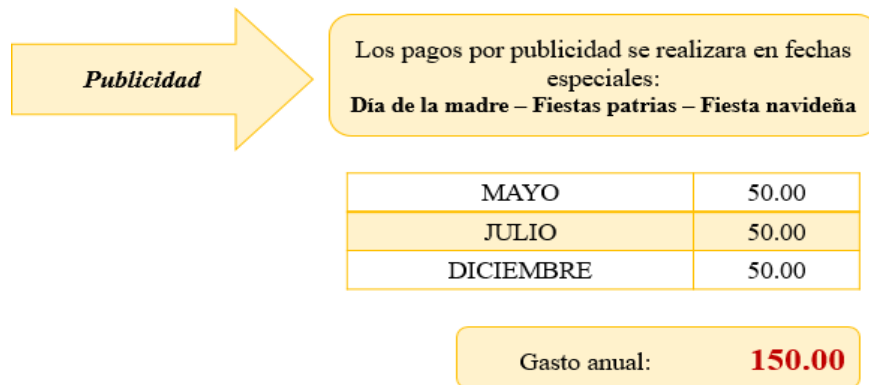 Publicidad
Los pagos por publicidad se realizara en fechas
especiales:
Día de la madre – Fiestas patrias – Fiesta navideña
MAYO 50.00
JULIO 50.00
DICIEMBRE 50.00
Gasto anual: 150.00